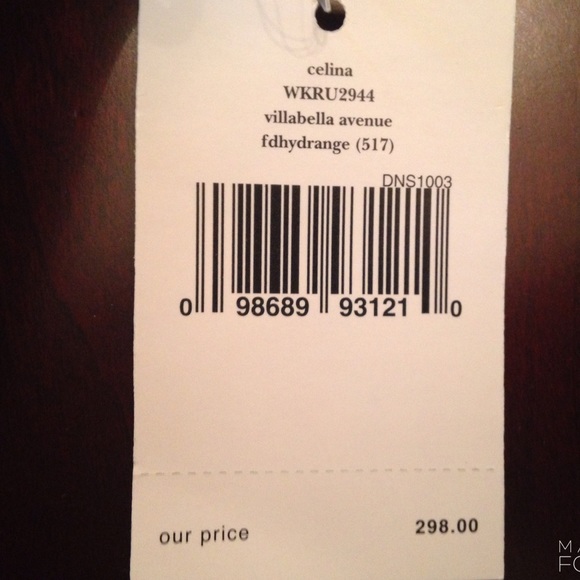 celina
WKRU2944
villabella avenue
fdhydrange (517)
DNS1003
0 98689 93121 0
our price 298.00